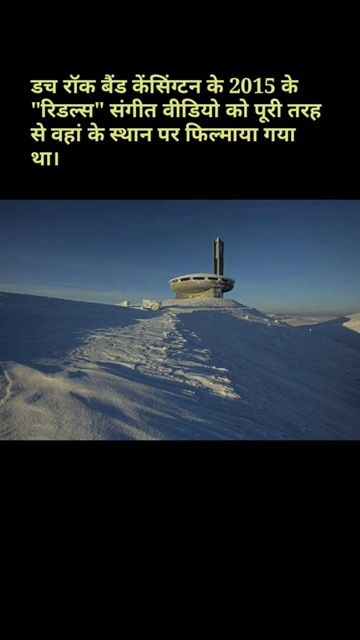 डच रॉक बैंड केंसिंग्टन के 2015 के
"रिडल्स" संगीत वीडियो को पूरी तरह
से वहां के स्थान पर फिल्माया गया
था।